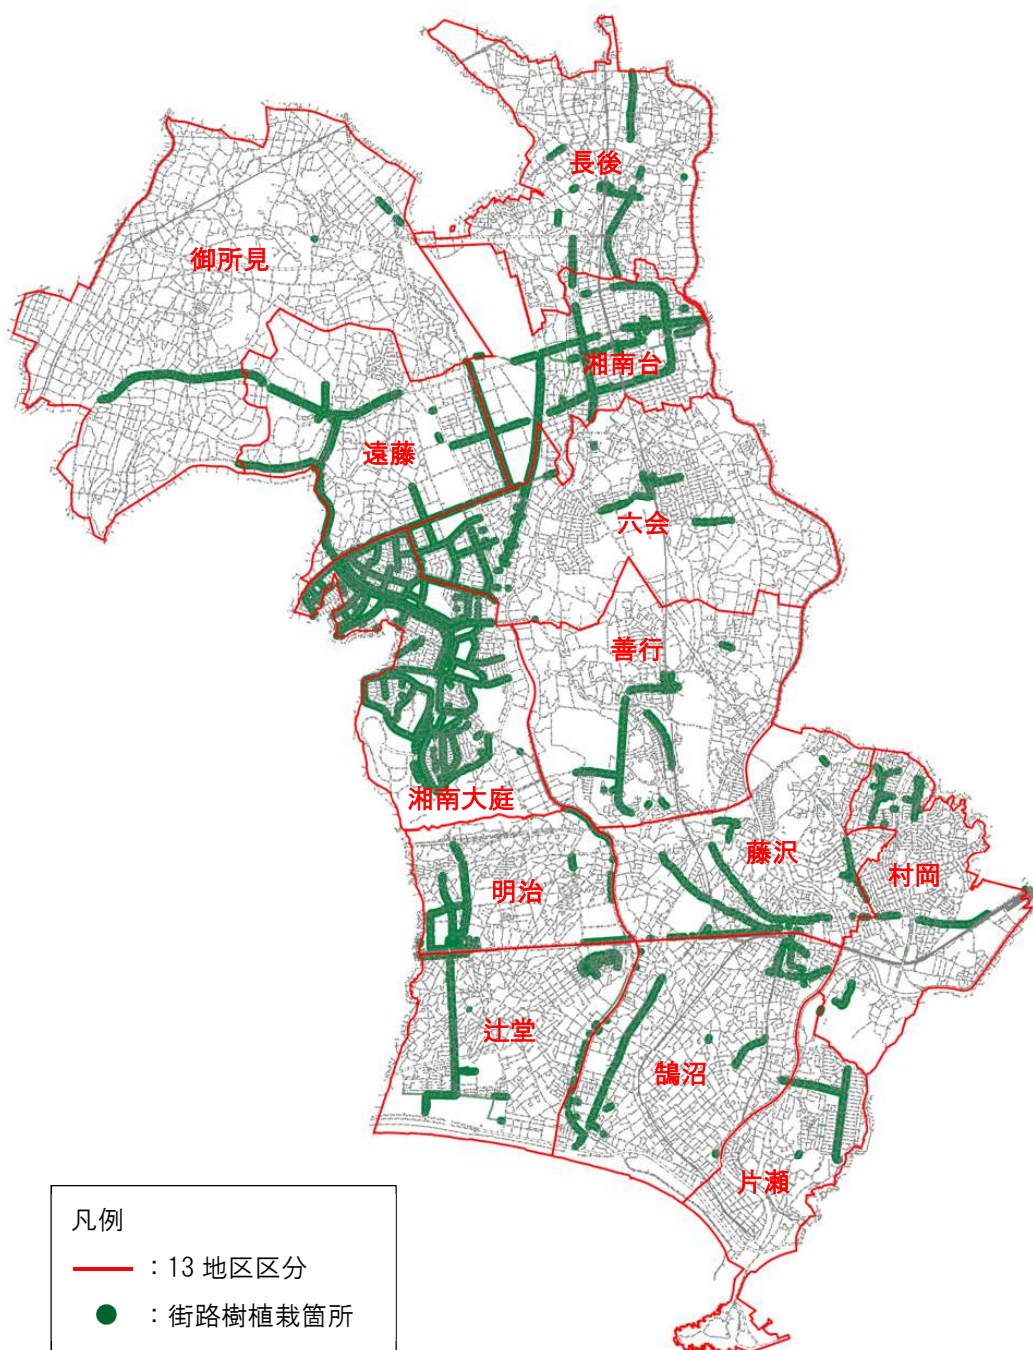 長後
御所見
湘南台
遠藤
六会
善行
湘南大庭
藤沢
村岡
明治
辻堂
鵠沼
片瀬
凡例
：13 地区区分
：街路樹植栽箇所